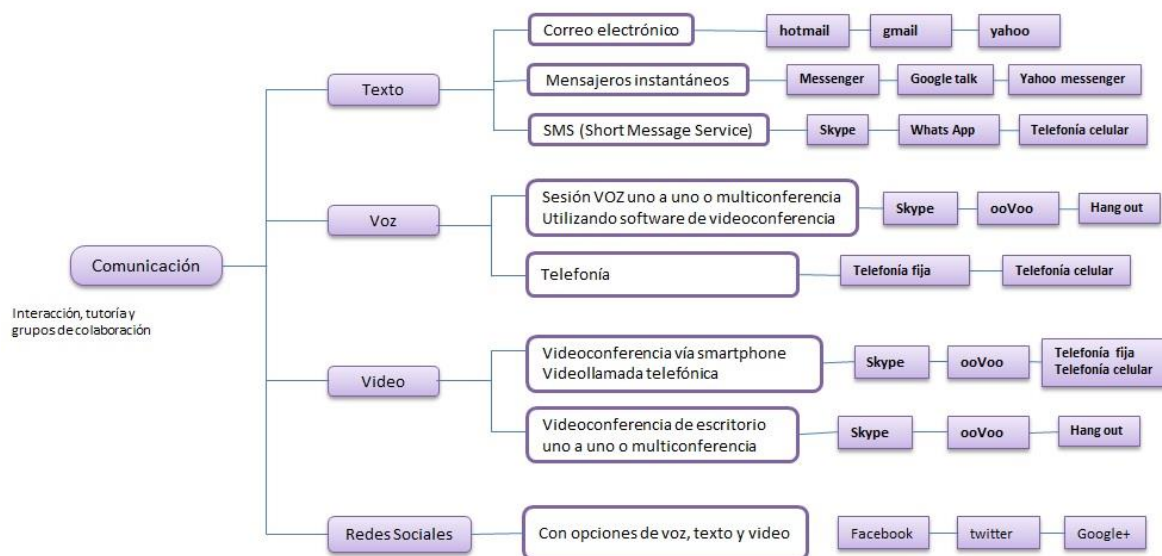 Correo electrónico
hotmail
gmail
yahoo
Texto
Mensajeros instantáneos
Messenger
Google talk
Yahoo messenger
SMS (Short Message Service)
Skype
Whats App
Telefonía celular
Sesión VOZ uno a uno o multiconferencia
Utilizando software de videoconferencia
Skype
ooVoo
Hang out
Voz
Telefonía
Telefonía fija
Telefonía celular
Comunicación
Interacción, tutoría y
grupos de colaboración
Videoconferencia vía smartphone
Videollamada telefónica
Skype
ooVoo
Telefonía fija
Telefonía celular
Video
Videoconferencia de escritorio
uno a uno o multiconferencia
Skype
ooVoo
Hang out
Redes Sociales
Con opciones de voz, texto y video
Facebook
twitter
Google+